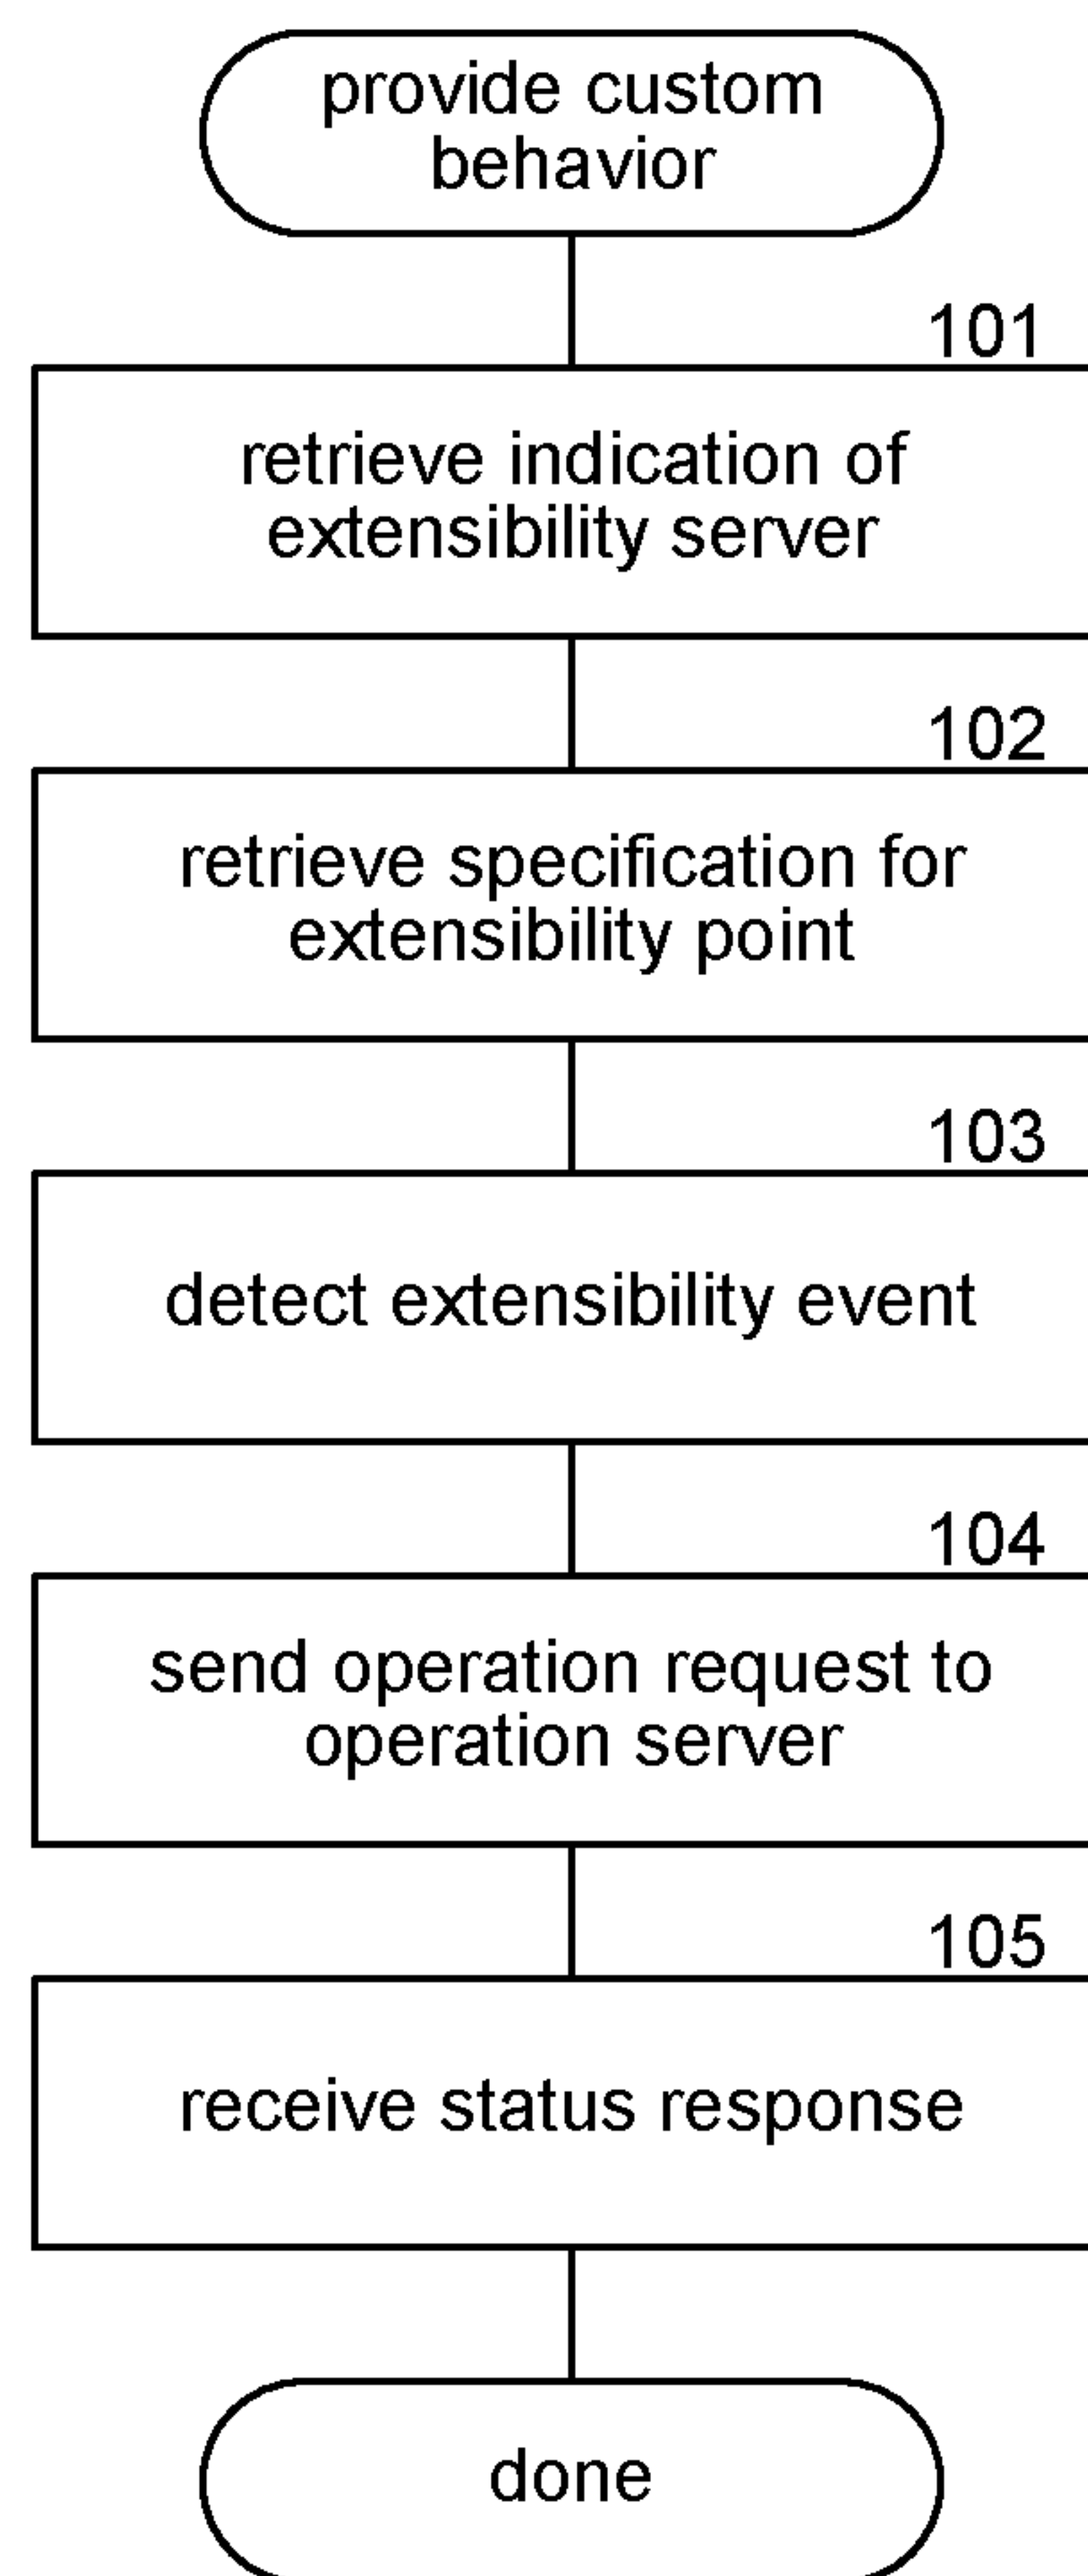 provide custom
behavior
101
retrieve indication of
extensibility server
102
retrieve specification for
extensibility point
103
detect extensibility event
104
send operation request to
operation server
105
receive status response
done